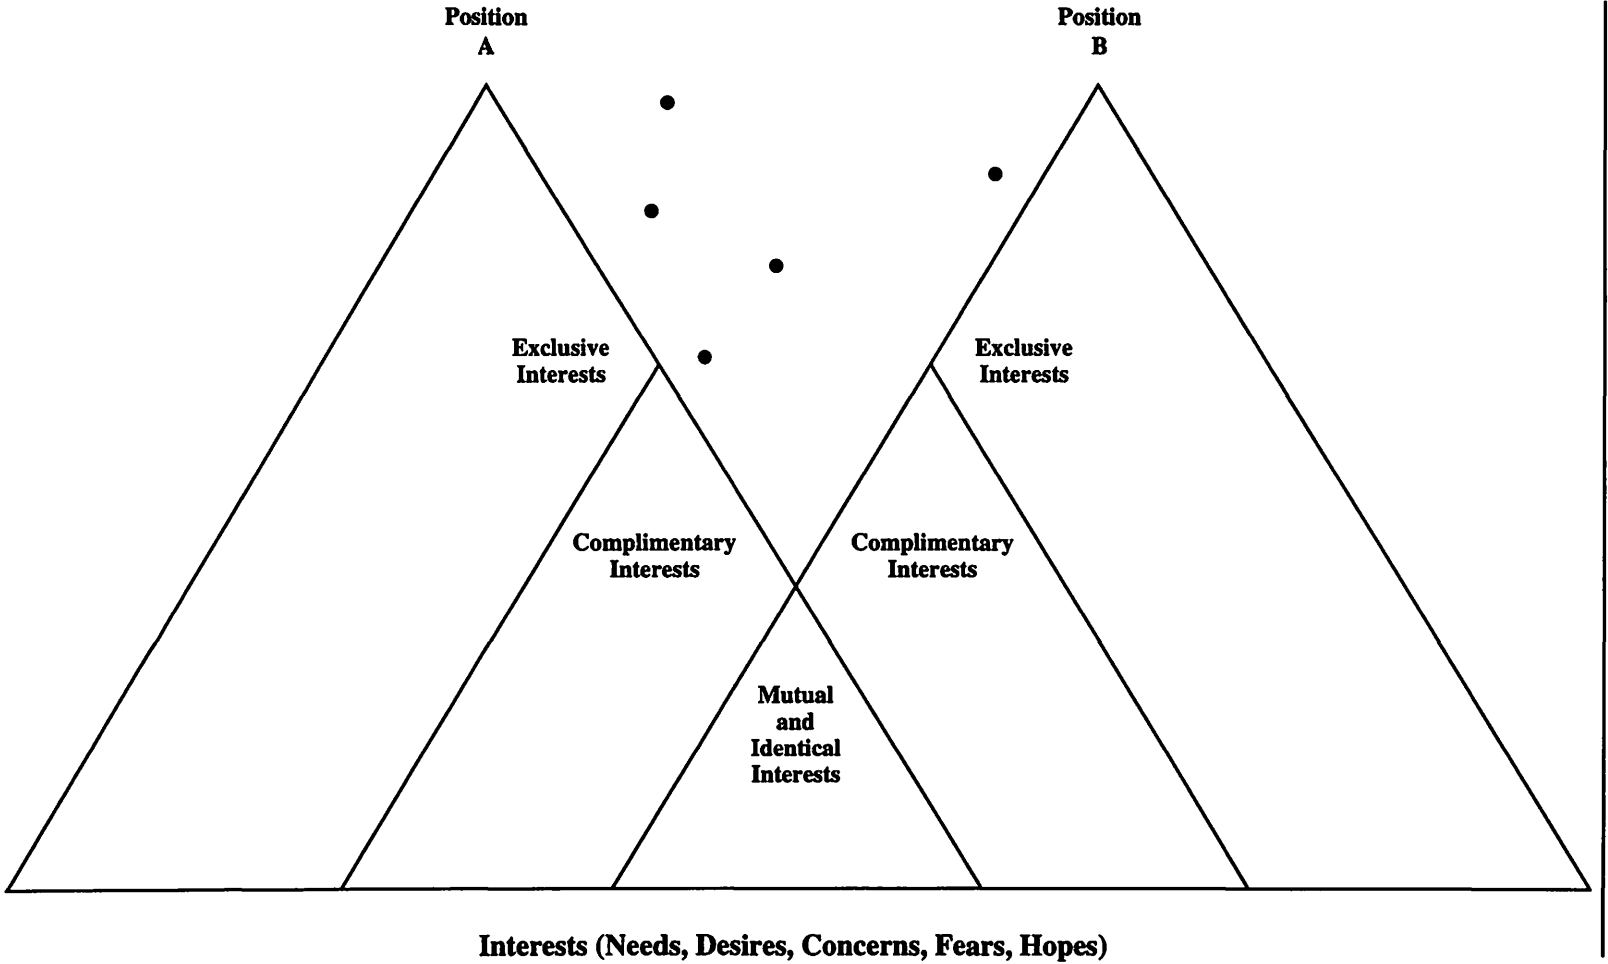 Position
A
Position
B
Exclusive
Interests
Exclusive
Interests
Complimentary
Interests
Complimentary
Interests
Mutual
and
Identical
Interests
Interests (Needs, Desires, Concerns, Fears, Hopes)